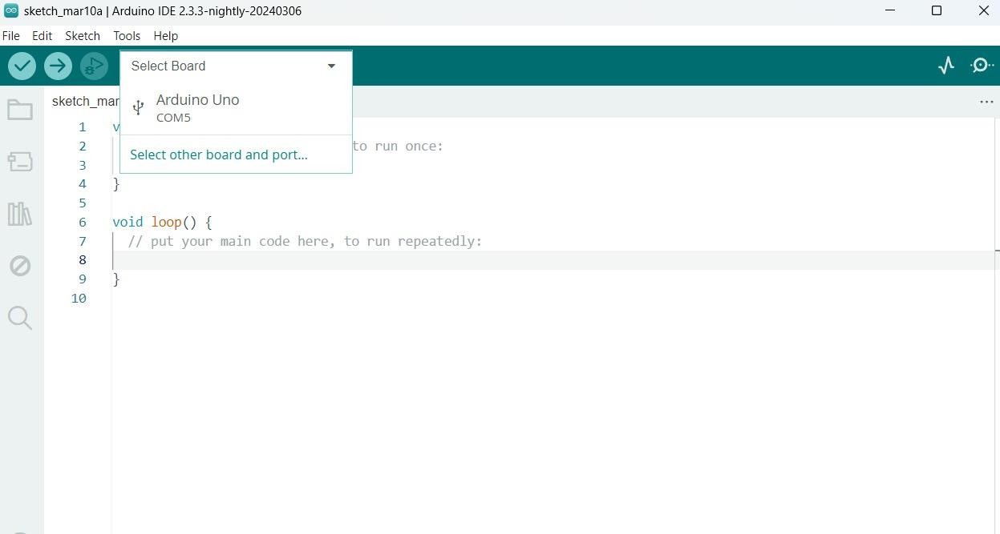 sketch_mar10a | Arduino IDE 2.3.3-nightly-20240306
File Edit Sketch Tools Help
Select Board
Arduino Uno
COM5
Select other board and port...
sketch_mar
1 v
2 to run once:
3
4 }
5
6 void loop() {
7 // put your main code here, to run repeatedly:
8
9 }
10